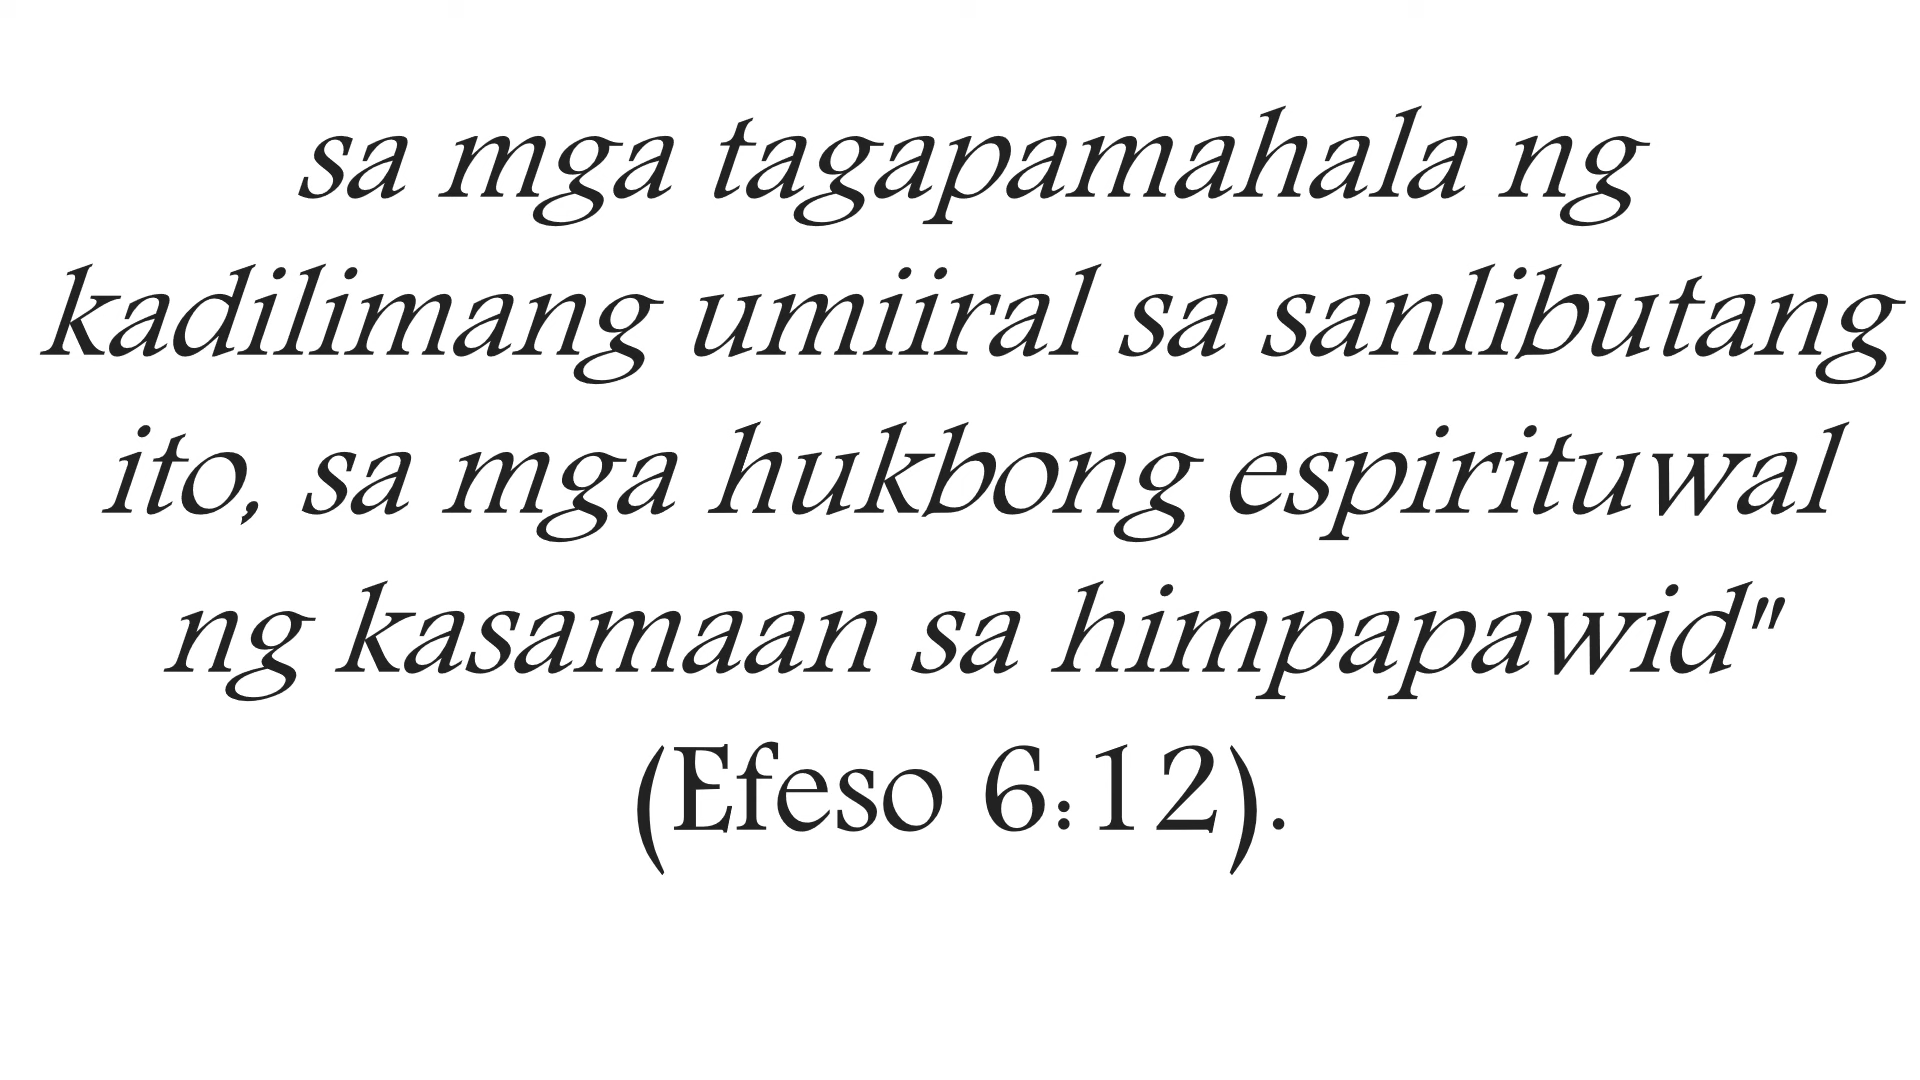 sa mga tagapamahala ng
kadilimang umiiral sa sanlibutang
ito, sa mga hukbong espirituwal
ng kasamaan sa himpapawid"
(Efeso 6:12).